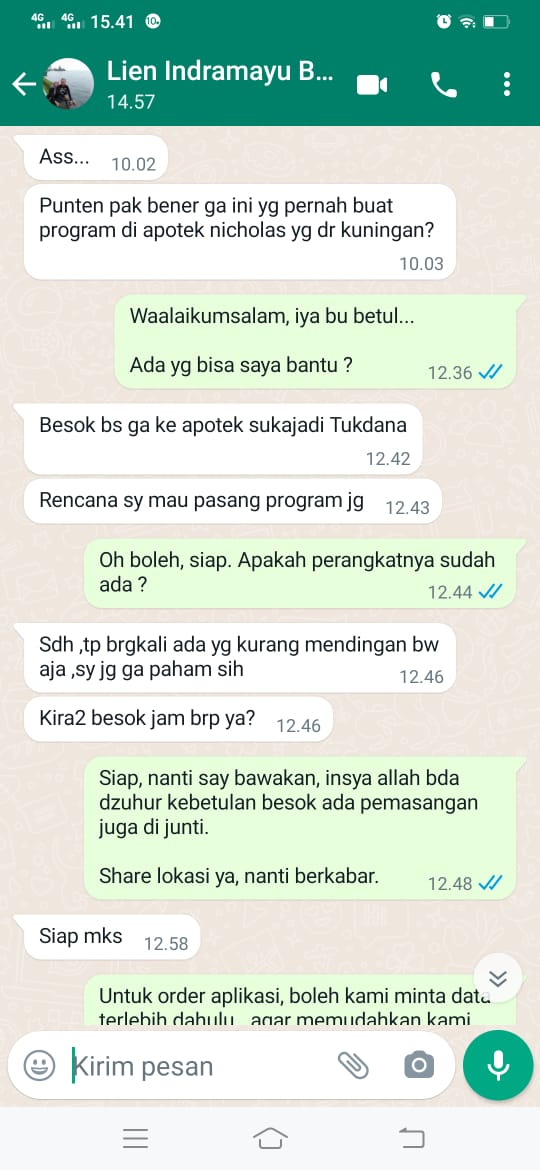 4G 4G 15.41 10+
Lien Indramayu B...
14.57
Ass... 10.02
Punten pak bener ga ini yg pernah buat
program di apotek nicholas yg dr kuningan?
10.03
Waalaikumsalam, iya bu betul...
Ada yg bisa saya bantu ? 12.36
Besok bs ga ke apotek sukajadi Tukdana
12.42
Rencana sy mau pasang program jg 12.43
Oh boleh, siap. Apakah perangkatnya sudah
ada ? 12.44
Sdh ,tp brgkali ada yg kurang mendingan bw
aja ,sy jg ga paham sih 12.46
Kira2 besok jam brp ya? 12.46
Siap, nanti say bawakan, insya allah bda
dzuhur kebetulan besok ada pemasangan
juga di junti.
Share lokasi ya, nanti berkabar. 12.48
Siap mks 12.58
Untuk order aplikasi, boleh kami minta data
terlebih dahulu, agar memudahkan kami
Kirim pesan